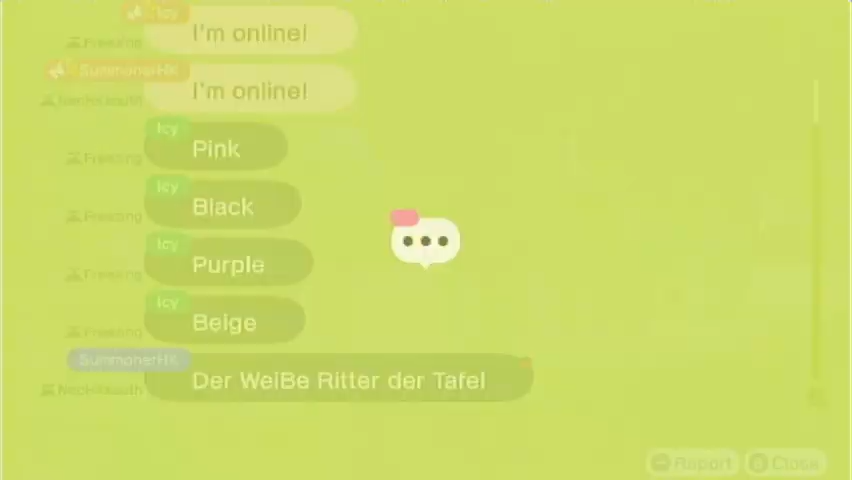 Icy
I'm online!
Freezing
SummonerHK
I'm online!
Icy
Pink
Freezing
Icy
Black
Freezing
Icy
Purple
Freezing
Icy
Beige
Freezing
SummonerHK
Der WeiBe Ritter der Tafel
Report
Close